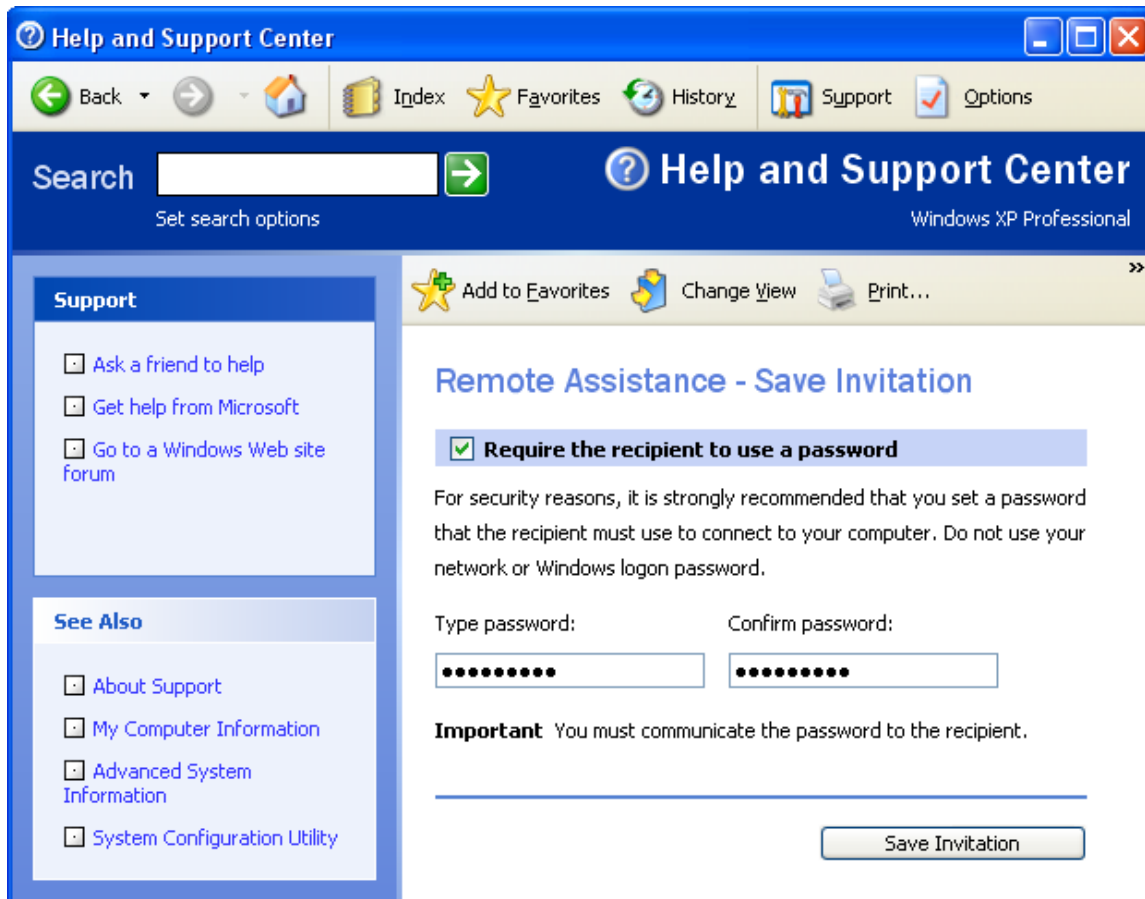 Help and Support Center
Back
Index
Favorites
History
Support
Options
Search
Help and Support Center
Set search options
Windows XP Professional
Support
Ask a friend to help
Get help from Microsoft
Go to a Windows Web site
forum
See Also
About Support
My Computer Information
Advanced System
Information
System Configuration Utility
Add to Favorites
Change View
Print...
»
Remote Assistance - Save Invitation
Require the recipient to use a password
For security reasons, it is strongly recommended that you set a password
that the recipient must use to connect to your computer. Do not use your
network or Windows logon password.
Type password:
Confirm password:
•••••••••
•••••••••
Important You must communicate the password to the recipient.
Save Invitation